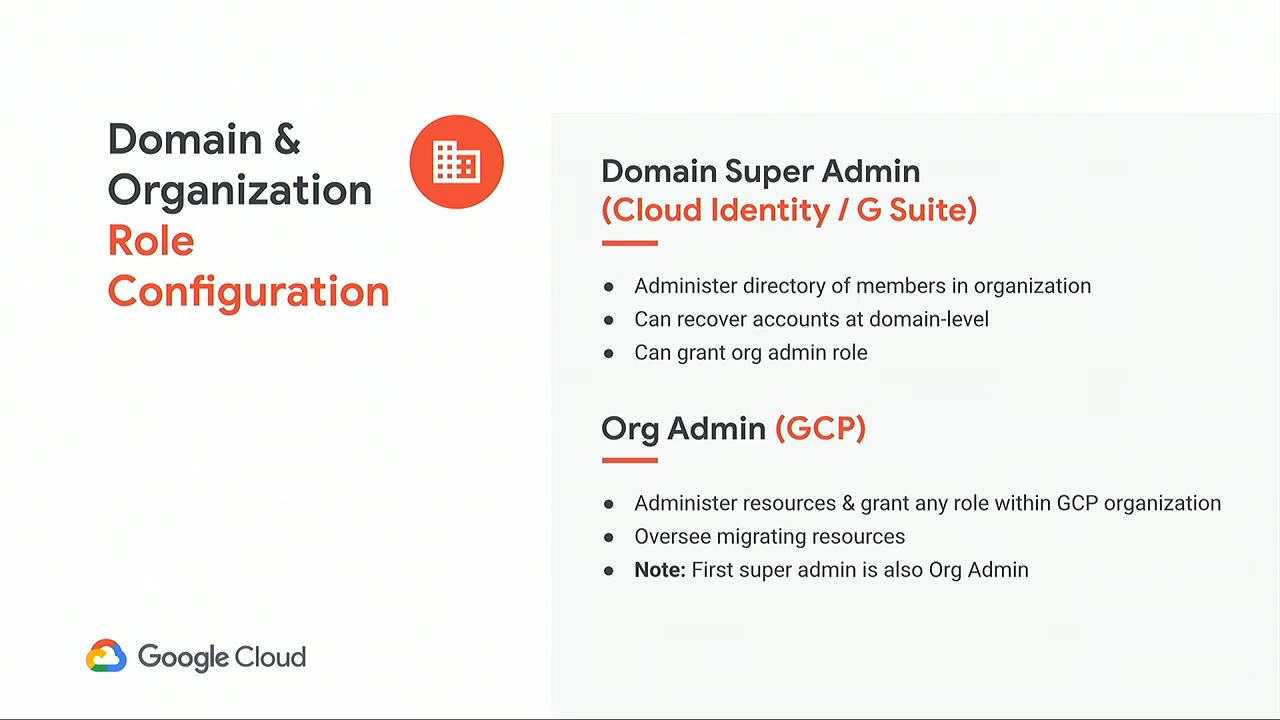 Domain &
Organization
Role
Configuration
Domain Super Admin
(Cloud Identity / G Suite)
● Administer directory of members in organization
● Can recover accounts at domain-level
● Can grant org admin role
Org Admin (GCP)
● Administer resources & grant any role within GCP organization
● Oversee migrating resources
● Note: First super admin is also Org Admin
Google Cloud